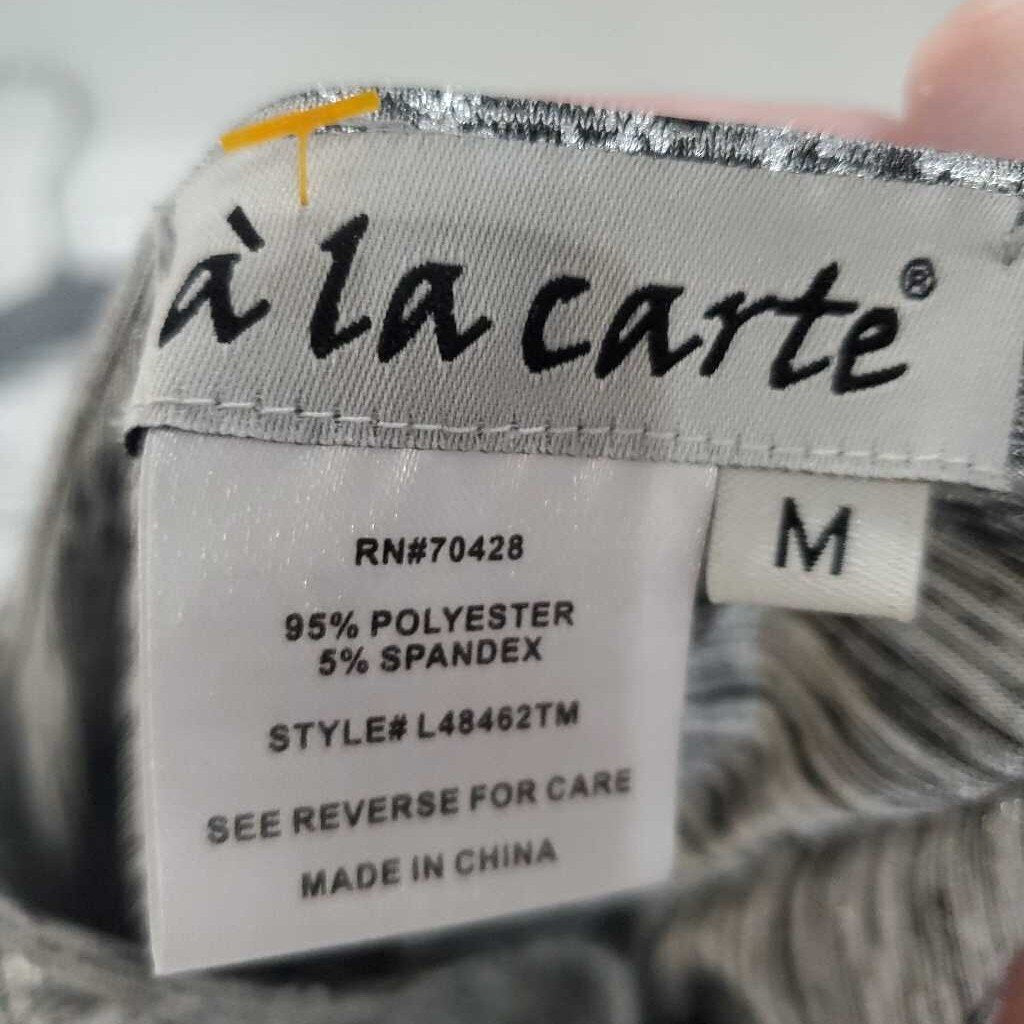 à la carte®
M
RN#70428
95% POLYESTER
5% SPANDEX
STYLE# L48462TM
SEE REVERSE FOR CARE
MADE IN CHINA